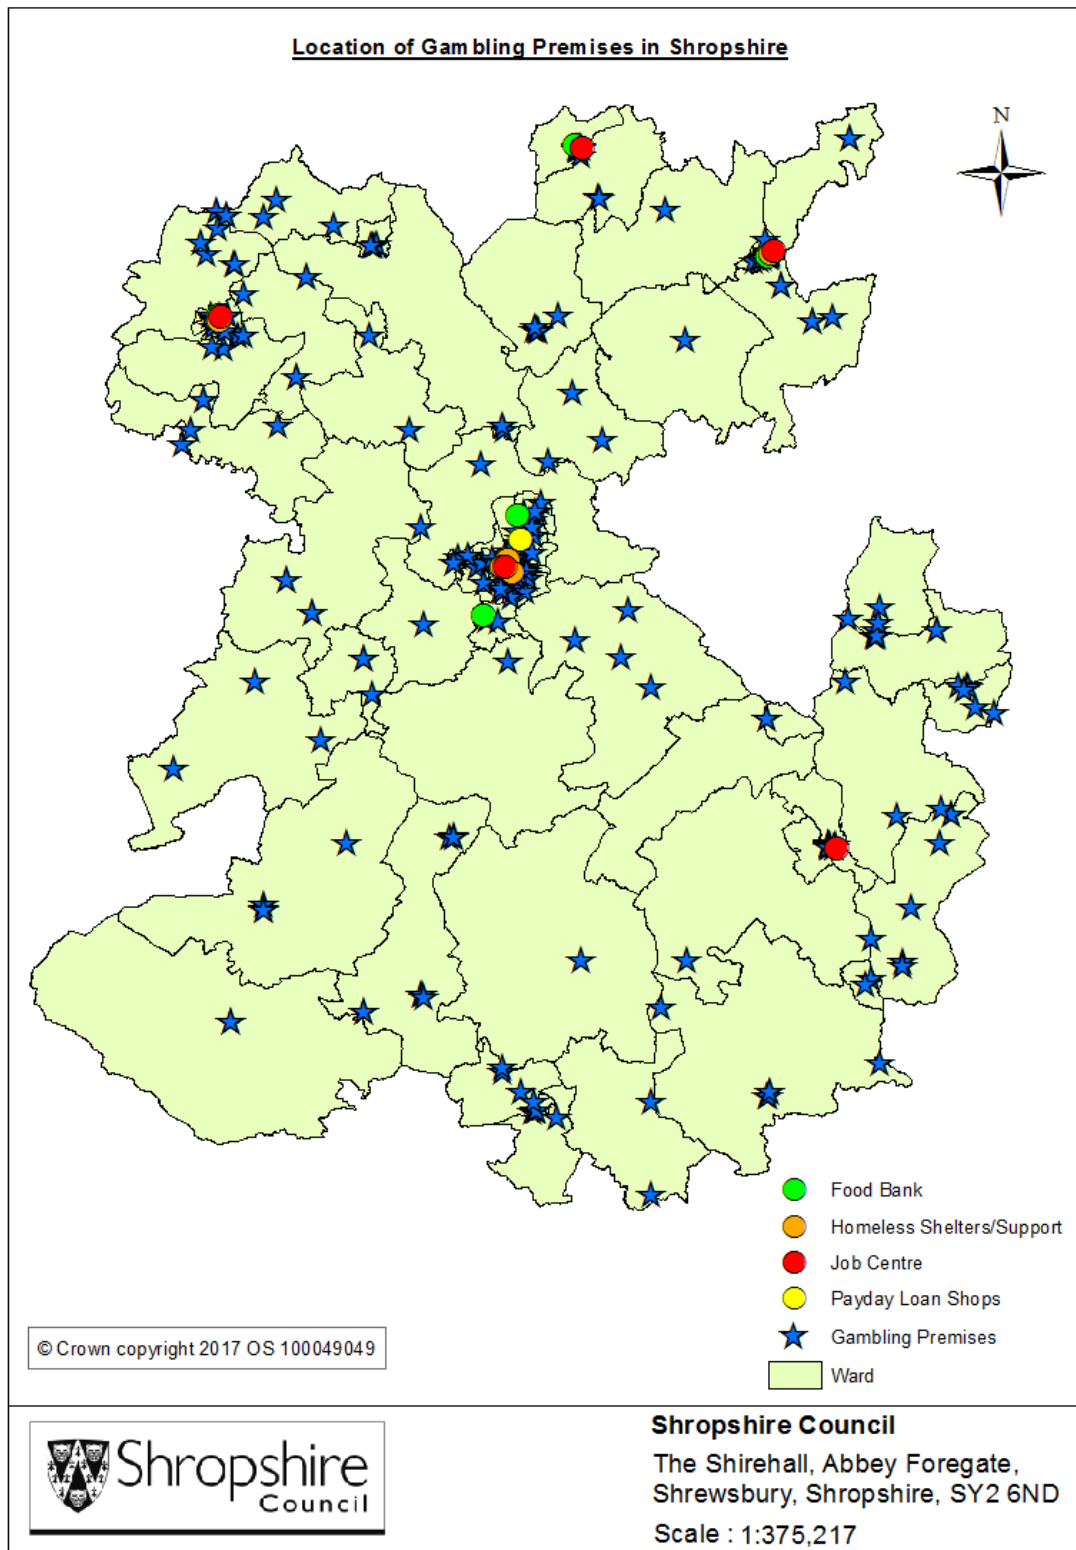 Location of Gambling Premises in Shropshire
N
Food Bank
Homeless Shelters/Support
Job Centre
Payday Loan Shops
Gambling Premises
Ward
© Crown copyright 2017 OS 100049049
Shropshire
Council
Shropshire Council
The Shirehall, Abbey Foregate,
Shrewsbury, Shropshire, SY2 6ND
Scale : 1:375,217